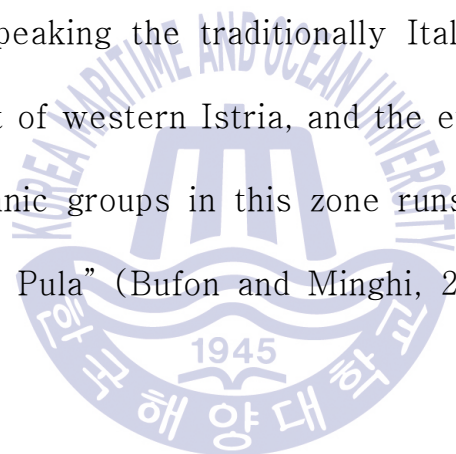 peaking the traditionally Ital
t of western Istria, and the e
nic groups in this zone runs
Pula” (Bufon and Minghi, 2
KOREA MARITIME AND OCEAN UNIVERSITY
1945
한국해양대학교